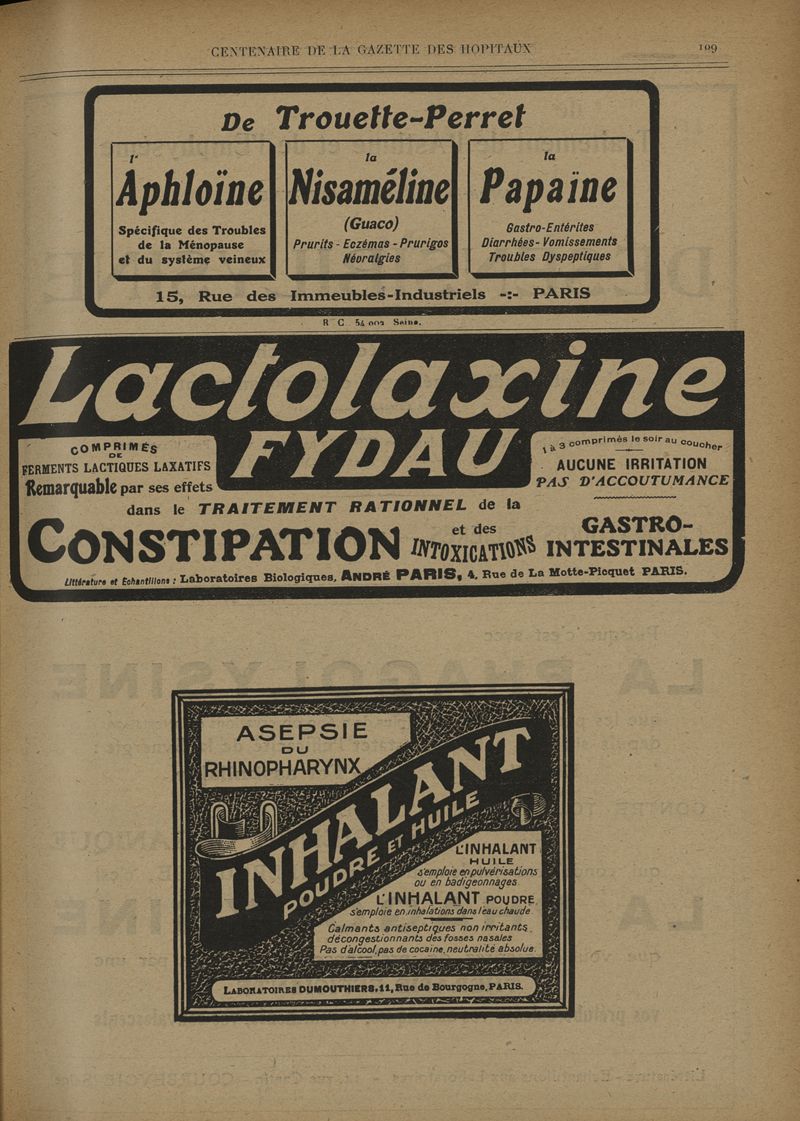 CENTENAIRE DE LA GAZETTE DES HOPITAUX 109
De Trouette-Perret
l'
Aphloïne
Spécifique des Troubles
de la Ménopause
et du système veineux
la
Nisaméline
(Guaco)
Prurits - Eczémas - Prurigos
Névralgies
la
Papaïne
Gastro-Entérites
Diarrhées - Vomissements
Troubles Dyspeptiques
15, Rue des Immeubles-Industriels -:- PARIS
R. C. Seine.
Lactolaxine
FYDAU
COMPRIMÉS
DE
FERMENTS LACTIQUES LAXATIFS
Remarquable par ses effets
1 à 3 comprimés le soir au coucher
AUCUNE IRRITATION
PAS D'ACCOUTUMANCE
dans le TRAITEMENT RATIONNEL de la
CONSTIPATION et des INTOXICATIONS GASTRO-
INTESTINALES
Littérature et Echantillons : Laboratoires Biologiques, ANDRÉ PARIS, 4, Rue de La Motte-Picquet PARIS.
ASEPSIE
DU
RHINOPHARYNX
INHALANT
POUDRE ET HUILE
L'INHALANT
HUILE
s'emploie en pulvérisations
ou en badigeonnages.
L'INHALANT POUDRE
s'emploie en inhalations dans l'eau chaude
Calmants antiseptiques non irritants,
décongestionnants des fosses nasales
Pas d'alcool, pas de cocaïne, neutralité absolue.
LABORATOIRES DUMOUTHIERS, 11, Rue de Bourgogne, PARIS.